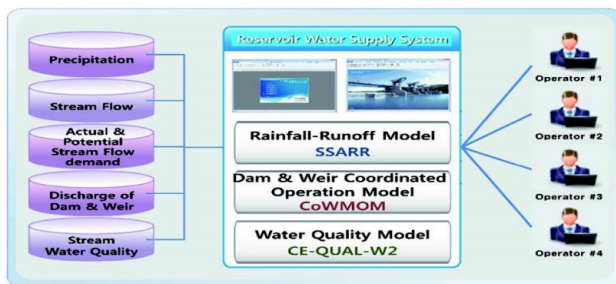 Precipitation
Stream Flow
Actual &
Potential
Stream Flow
demand
Discharge of
Dam & Weir
Stream
Water Quality
Reservoir Water Supply System
Rainfall-Runoff Model
SSARR
Dam & Weir Coordinated
Operation Model
CoWMOM
Water Quality Model
CE-QUAL-W2
Operator #1
Operator #2
Operator #3
Operator #4